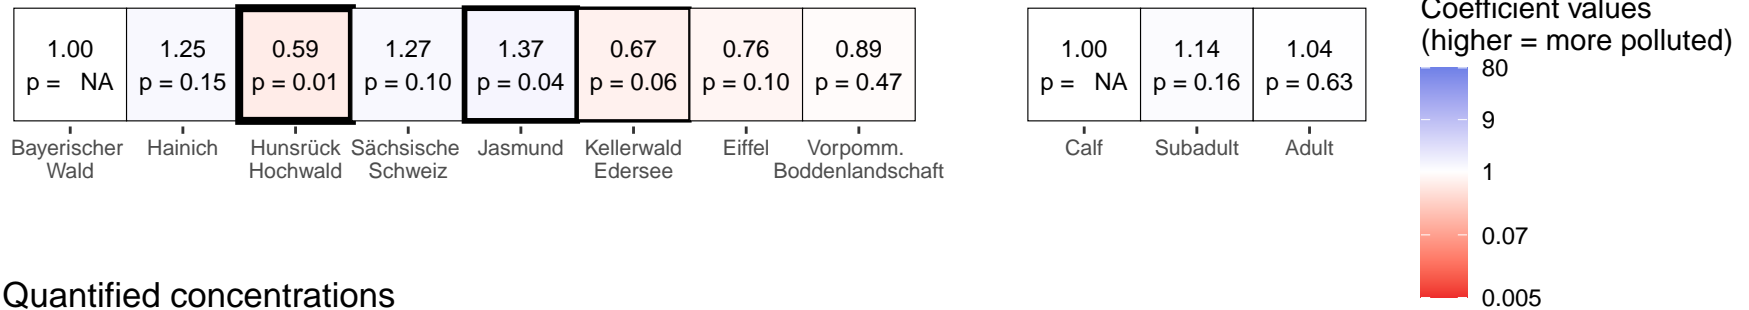 Coefficient values
(higher = more polluted)
1.00 1.25 0.59 1.27 1.37 0.67 0.76 0.89
p = NA p = 0.15 p = 0.01 p = 0.10 p = 0.04 p = 0.06 p = 0.10 p = 0.47
Bayerischer Hainich Hunsrück Sächsische Jasmund Kellerwald Eiffel Vorpomm.
Wald Hochwald Schweiz Edersee Boddenlandschaft
1.00 1.14 1.04
p = NA p = 0.16 p = 0.63
Calf Subadult Adult
80
9
1
0.07
0.005
Quantified concentrations